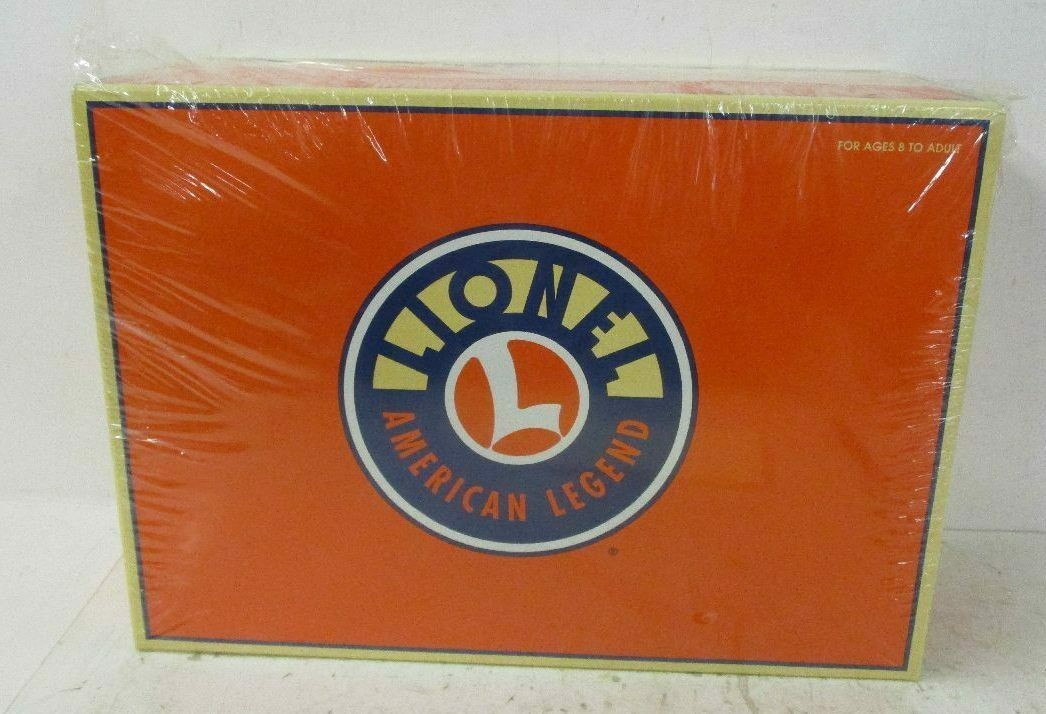 FOR AGES 8 TO ADULT
LIONEL
L
AMERICAN LEGEND
®